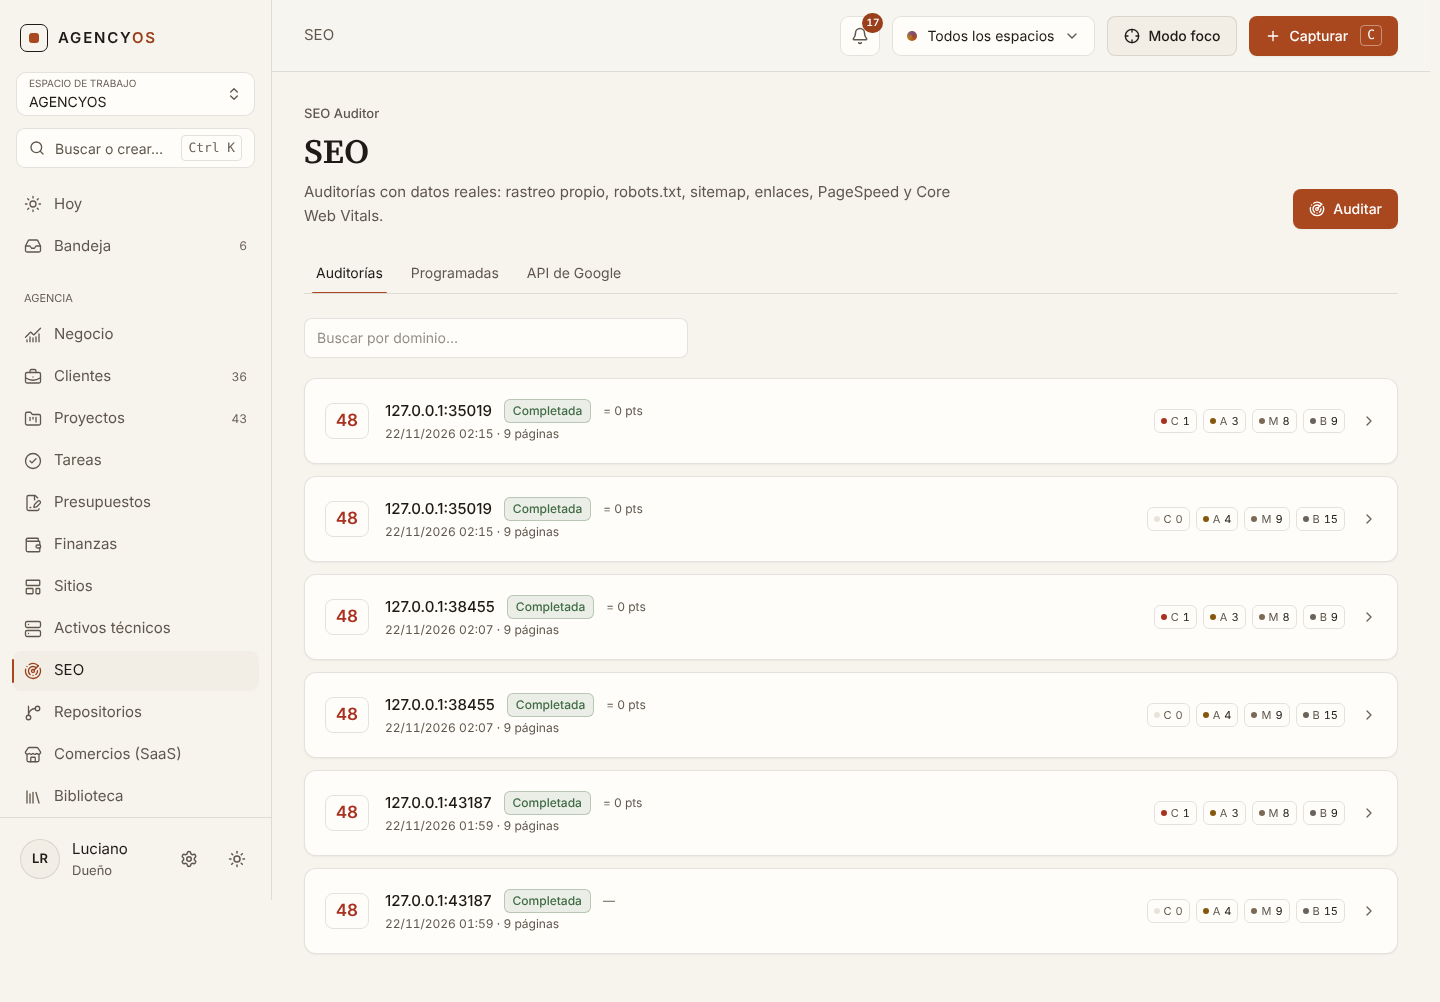 AGENCYOS
ESPACIO DE TRABAJO
AGENCYOS
Buscar o crear...
Ctrl K
Hoy
Bandeja 6
AGENCIA
Negocio
Clientes 36
Proyectos 43
Tareas
Presupuestos
Finanzas
Sitios
Activos técnicos
SEO
Repositorios
Comercios (SaaS)
Biblioteca
LR
Luciano
Dueño
SEO
17
Todos los espacios
Modo foco
Capturar C
SEO Auditor
SEO
Auditorías con datos reales: rastreo propio, robots.txt, sitemap, enlaces, PageSpeed y Core
Web Vitals.
Auditar
Auditorías Programadas API de Google
Buscar por dominio...
48 127.0.0.1:35019 Completada = 0 pts
22/11/2026 02:15 · 9 páginas
C 1 A 3 M 8 B 9
48 127.0.0.1:35019 Completada = 0 pts
22/11/2026 02:15 · 9 páginas
C 0 A 4 M 9 B 15
48 127.0.0.1:38455 Completada = 0 pts
22/11/2026 02:07 · 9 páginas
C 1 A 3 M 8 B 9
48 127.0.0.1:38455 Completada = 0 pts
22/11/2026 02:07 · 9 páginas
C 0 A 4 M 9 B 15
48 127.0.0.1:43187 Completada = 0 pts
22/11/2026 01:59 · 9 páginas
C 1 A 3 M 8 B 9
48 127.0.0.1:43187 Completada —
22/11/2026 01:59 · 9 páginas
C 0 A 4 M 9 B 15